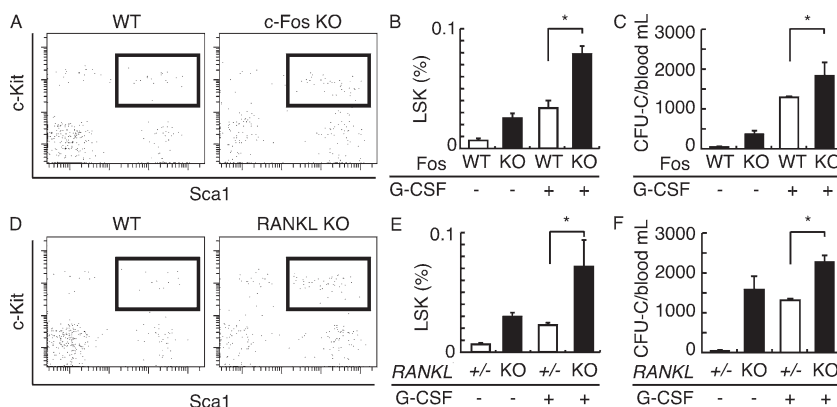 A
WT
c-Fos KO
c-Kit
Sca1
B
0.1
LSK (%)
0
Fos WT KO WT KO
G-CSF - - + +
*
C
3000
2000
1000
0
CFU-C/blood mL
Fos WT KO WT KO
G-CSF - - + +
*
D
WT
RANKL KO
c-Kit
Sca1
E
0.1
LSK (%)
0
RANKL +/- KO +/- KO
G-CSF - - + +
*
F
3000
2000
1000
0
CFU-C/blood mL
RANKL +/- KO +/- KO
G-CSF - - + +
*